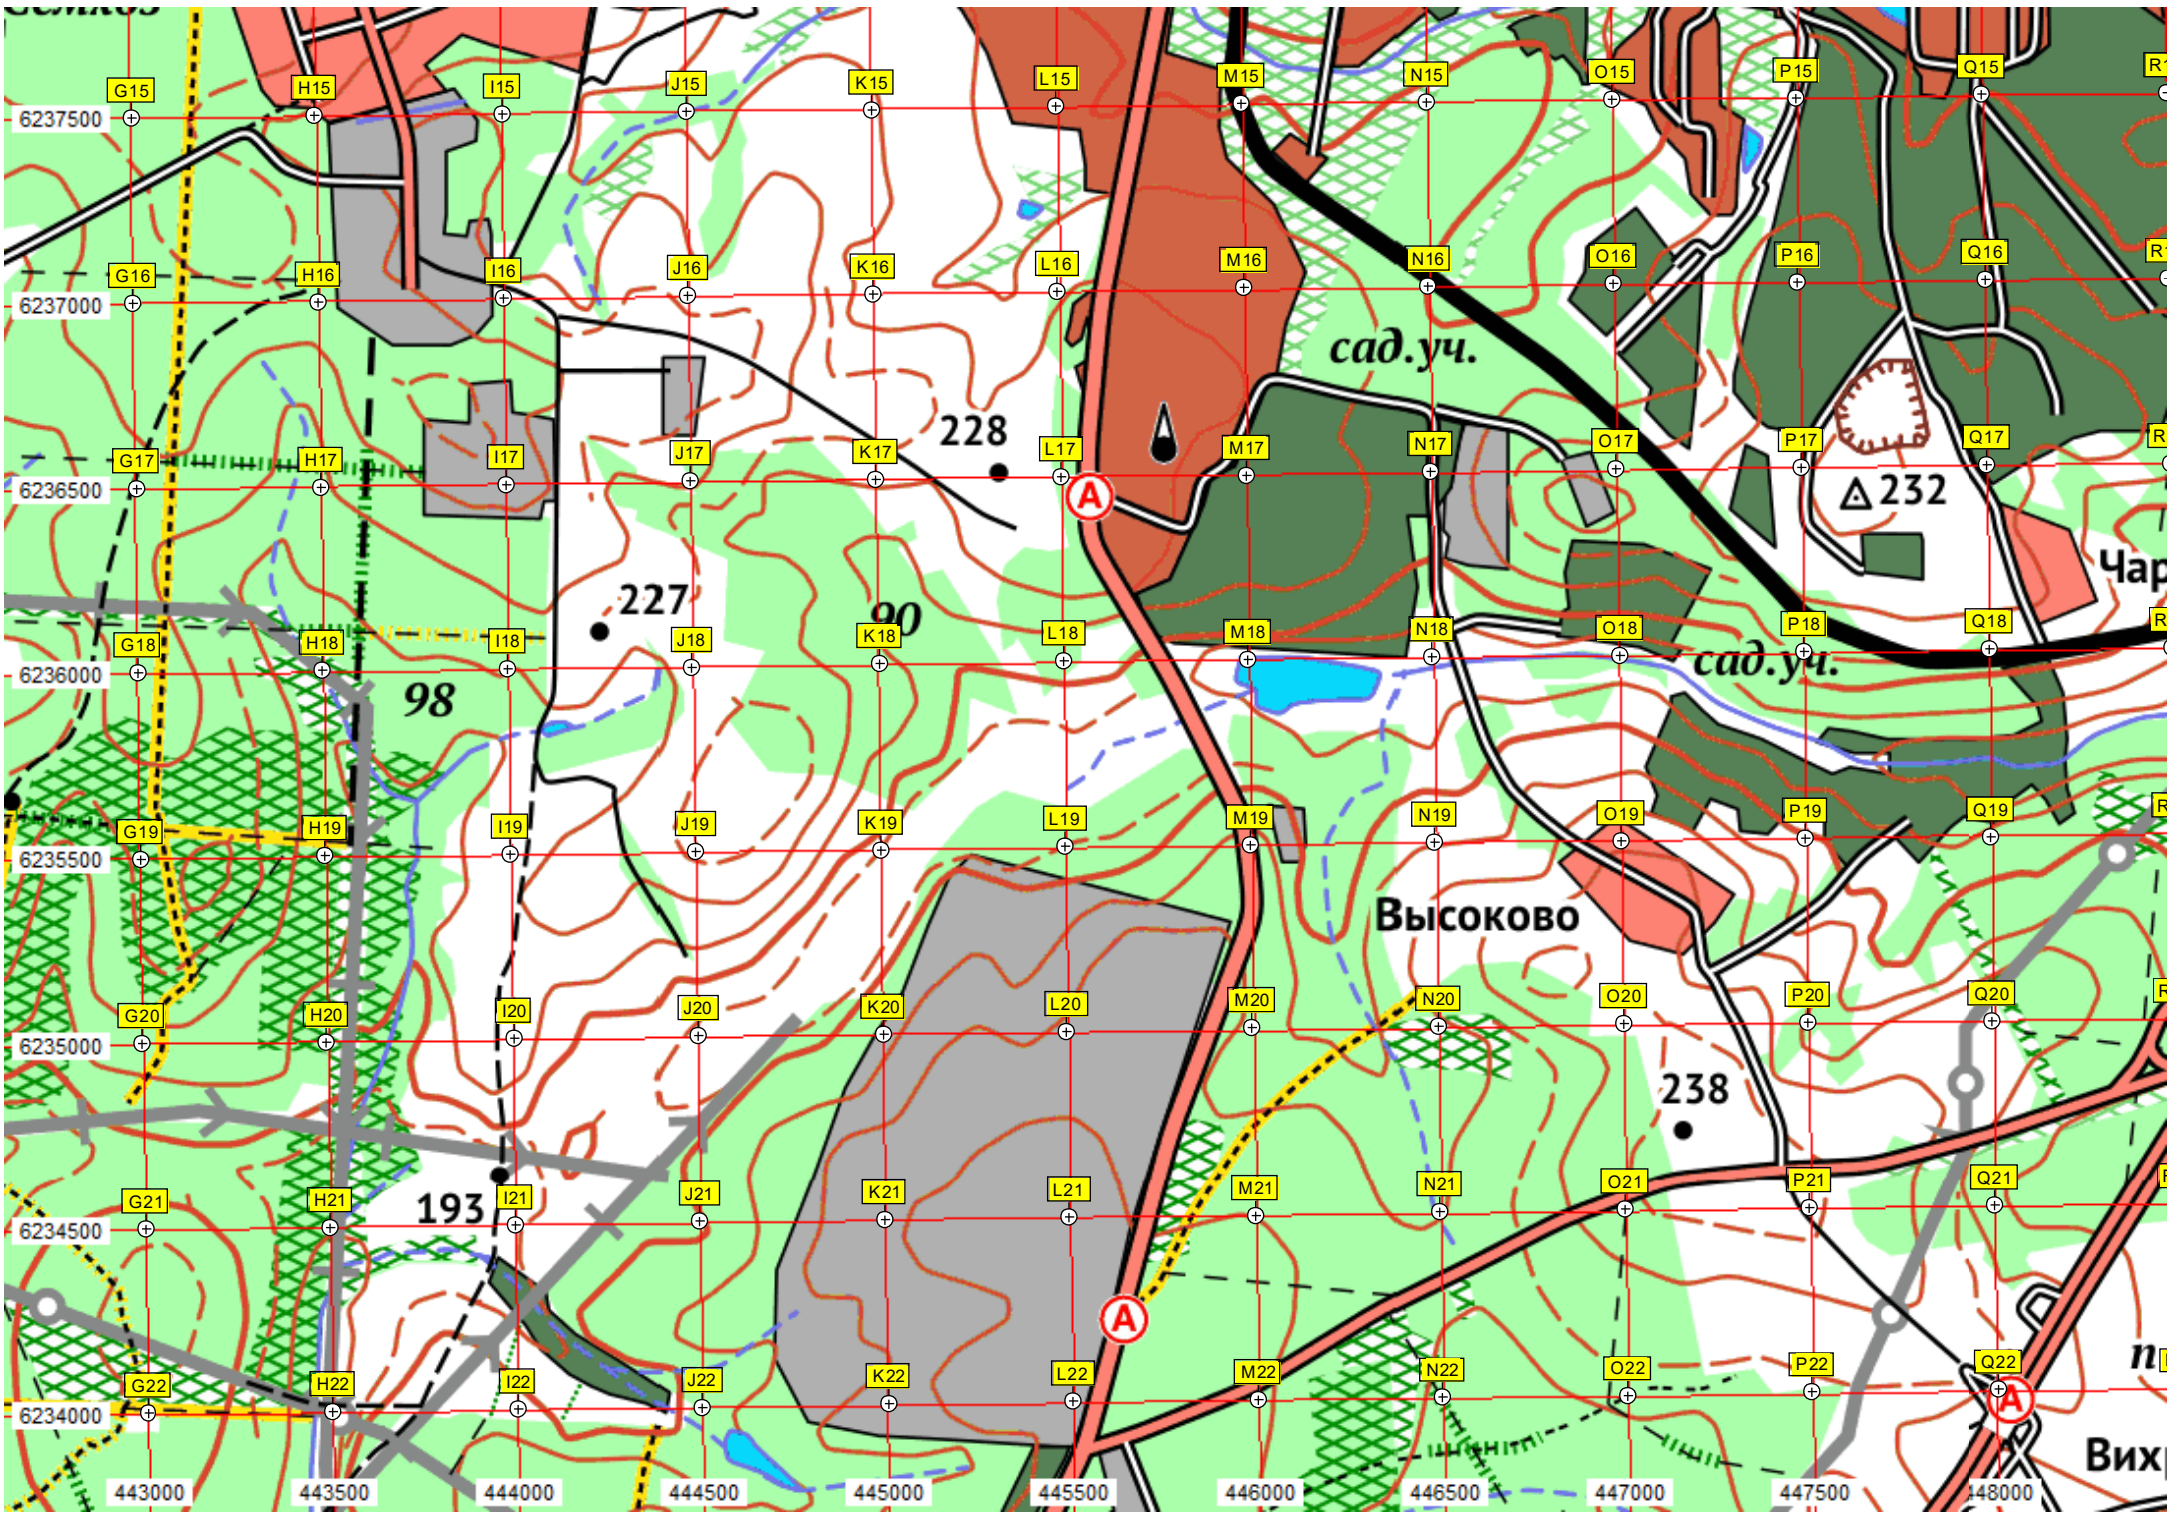 G15 H15 I15 J15 K15 L15 M15 N15 O15 P15 Q15
6237500
G16 H16 I16 J16 K16 L16 M16 N16 O16 P16 Q16
6237000
сад.уч.
228
G17 H17 I17 J17 K17 L17 M17 N17 O17 P17 Q17
6236500
A
232
227
90
G18 H18 I18 J18 K18 L18 M18 N18 O18 P18 Q18
6236000
98
сад.уч.
G19 H19 I19 J19 K19 L19 M19 N19 O19 P19 Q19
6235500
Высоково
G20 H20 I20 J20 K20 L20 M20 N20 O20 P20 Q20
6235000
238
G21 H21 I21 J21 K21 L21 M21 N21 O21 P21 Q21
193
6234500
A
G22 H22 I22 J22 K22 L22 M22 N22 O22 P22 Q22
6234000
A
443000 443500 444000 444500 445000 445500 446000 446500 447000 447500 448000